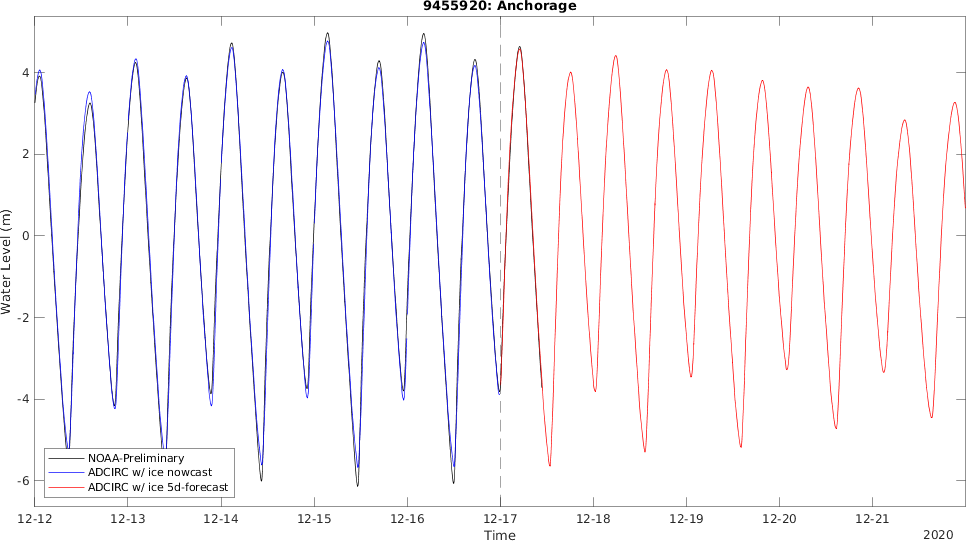 9455920: Anchorage
4
2
0
-2
-4
-6
Water Level (m)
NOAA-Preliminary
ADCIRC w/ ice nowcast
ADCIRC w/ ice 5d-forecast
12-12 12-13 12-14 12-15 12-16 12-17 12-18 12-19 12-20 12-21
Time
2020